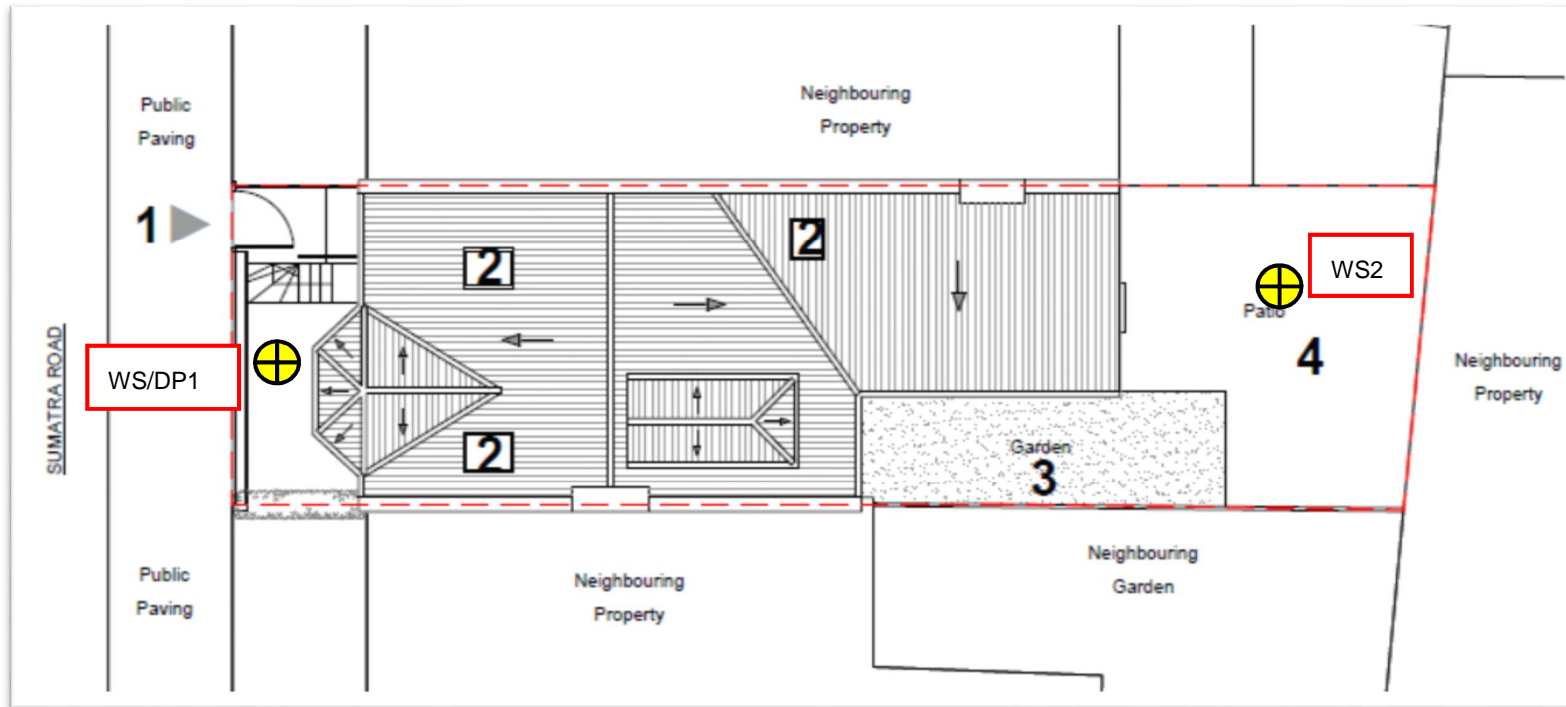 Public
Paving
Neighbouring
Property
1
2
2
WS2
Patio
4
SUMATRA ROAD
WS/DP1
Neighbouring
Property
2
Garden
3
Public
Paving
Neighbouring
Property
Neighbouring
Garden